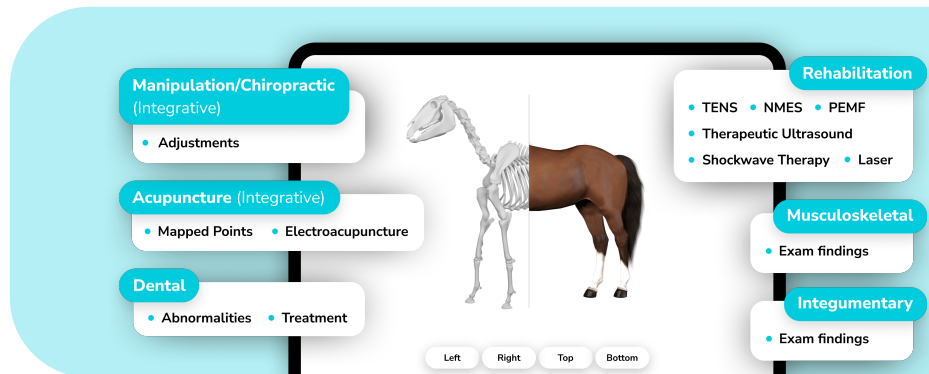 Manipulation/Chiropractic
(Integrative)
Adjustments
Acupuncture (Integrative)
Mapped Points Electroacupuncture
Dental
Abnormalities Treatment
Rehabilitation
TENS NMES PEMF
Therapeutic Ultrasound
Shockwave Therapy Laser
Musculoskeletal
Exam findings
Integumentary
Exam findings
Left Right Top Bottom